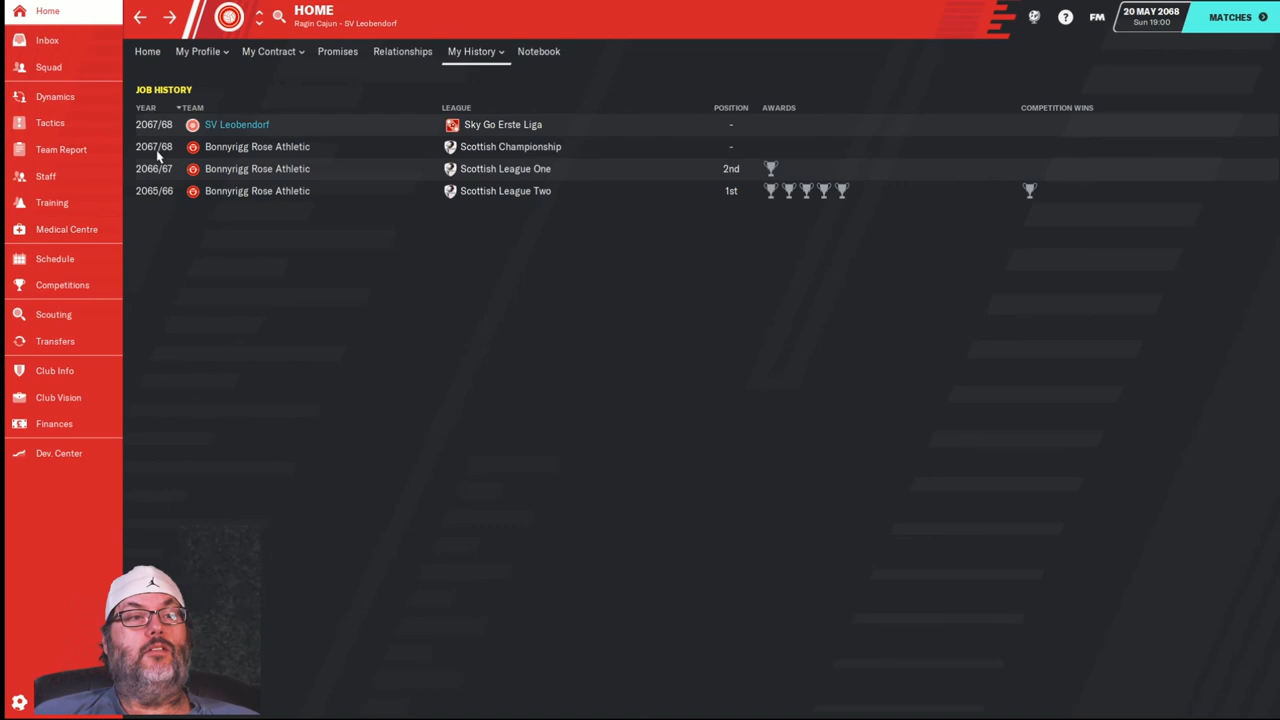 Home
HOME
Ragin Cajun - SV Leobendorf
FM
20 MAY 2068
Sun 19:00
MATCHES
Home My Profile My Contract Promises Relationships My History Notebook
Inbox
Squad
Dynamics
Tactics
Team Report
Staff
Training
Medical Centre
Schedule
Competitions
Scouting
Transfers
Club Info
Club Vision
Finances
Dev. Center
JOB HISTORY
YEAR TEAM LEAGUE POSITION AWARDS COMPETITION WINS
2067/68 SV Leobendorf Sky Go Erste Liga -
2067/68 Bonnyrigg Rose Athletic Scottish Championship -
2066/67 Bonnyrigg Rose Athletic Scottish League One 2nd
2065/66 Bonnyrigg Rose Athletic Scottish League Two 1st